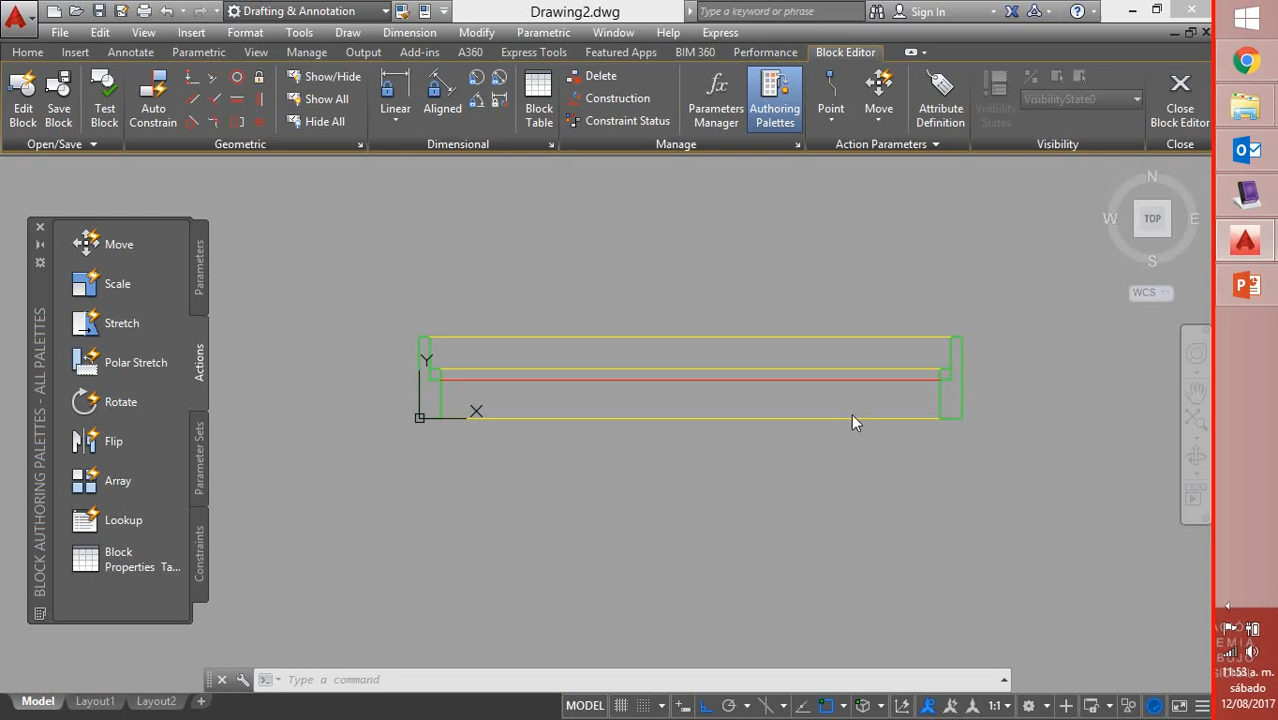 Drafting & Annotation
Drawing2.dwg
Type a keyword or phrase
Sign In
File
Edit
View
Insert
Format
Tools
Draw
Dimension
Modify
Parametric
Window
Help
Express
Home
Insert
Annotate
Parametric
View
Manage
Output
Add-ins
A360
Express Tools
Featured Apps
BIM 360
Performance
Block Editor
Edit
Block
Save
Block
Test
Block
Open/Save
Auto
Constrain
Show/Hide
Show All
Hide All
Geometric
Linear
Aligned
Block
Table
Dimensional
Delete
Construction
Constraint Status
fx
Parameters
Manager
Authoring
Palettes
Manage
Point
Move
Action Parameters
Attribute
Definition
Visibility
States
VisibilityState0
Visibility
Close
Block Editor
Close
BLOCK AUTHORING PALETTES - ALL PALETTES
Move
Scale
Stretch
Polar Stretch
Rotate
Flip
Array
Lookup
Block
Properties Ta...
Parameters
Actions
Parameter Sets
Constraints
Y
X
N
W
TOP
E
S
WCS
Type a command
Model
Layout1
Layout2
+
MODEL
1:1
EMIA
BUJO
11:53 a. m.
sábado
12/08/2017